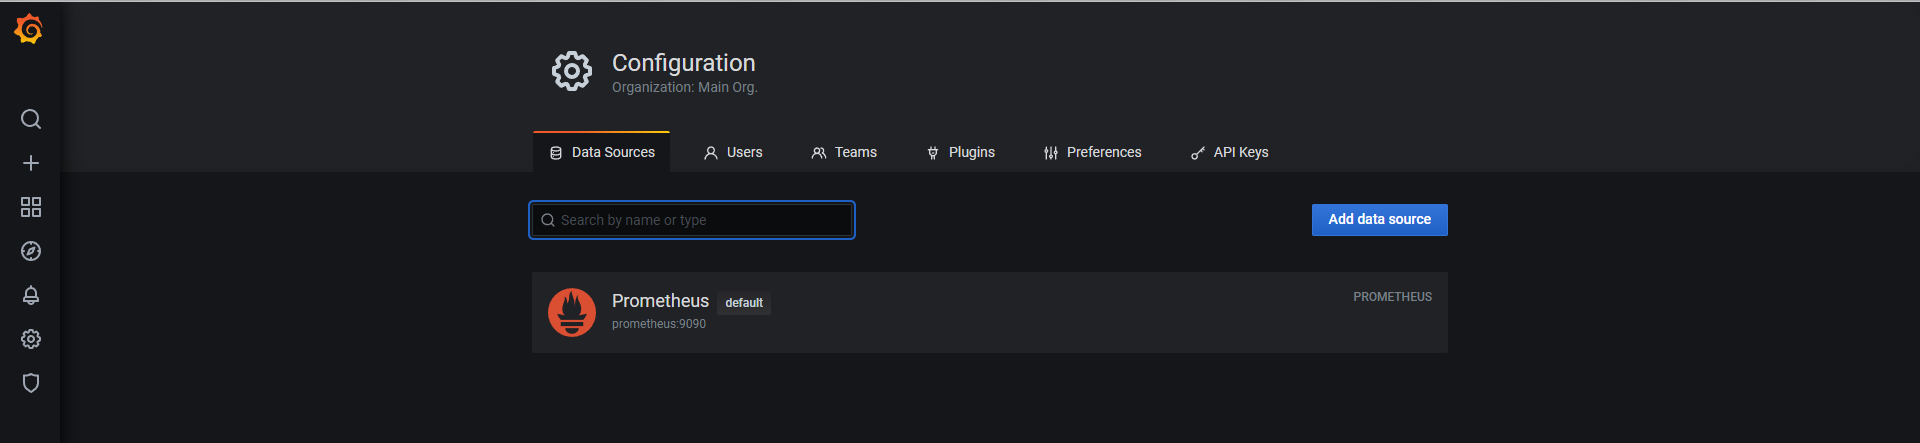 Configuration
Organization: Main Org.
Data Sources Users Teams Plugins Preferences API Keys
Search by name or type Add data source
Prometheus default PROMETHEUS
prometheus:9090